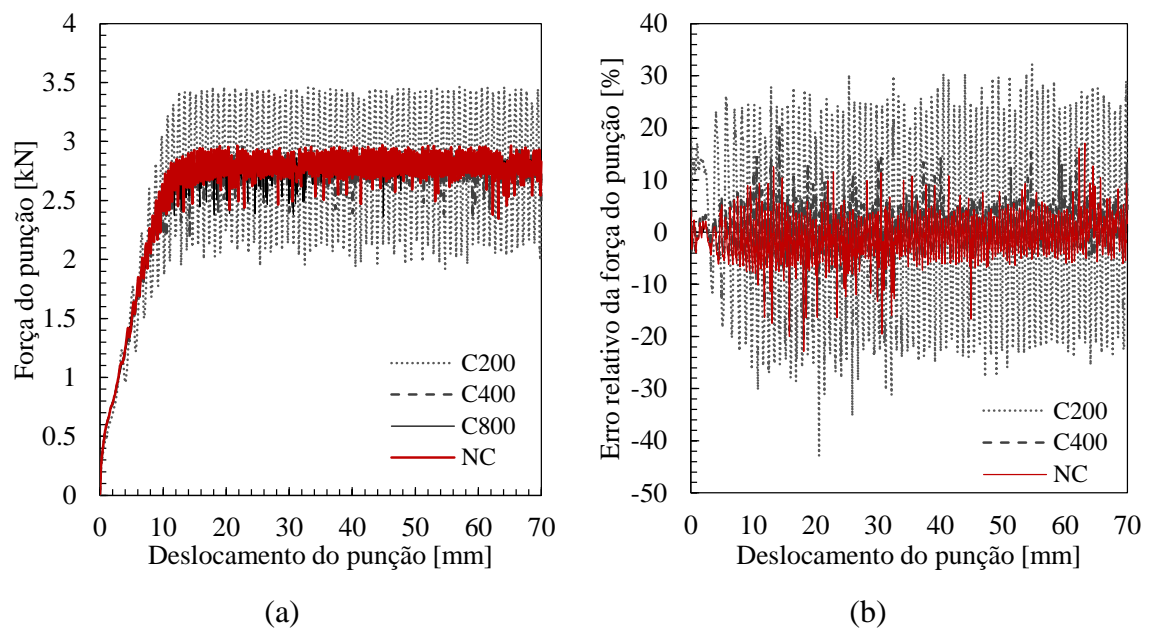 4
3.5
3
2.5
2
1.5
1
0.5
0
Força do punção [kN]
C200
C400
C800
NC
0 10 20 30 40 50 60 70
Deslocamento do punção [mm]
(a)
40
30
20
10
0
-10
-20
-30
-40
-50
Erro relativo da força do punção [%]
C200
C400
NC
0 10 20 30 40 50 60 70
Deslocamento do punção [mm]
(b)